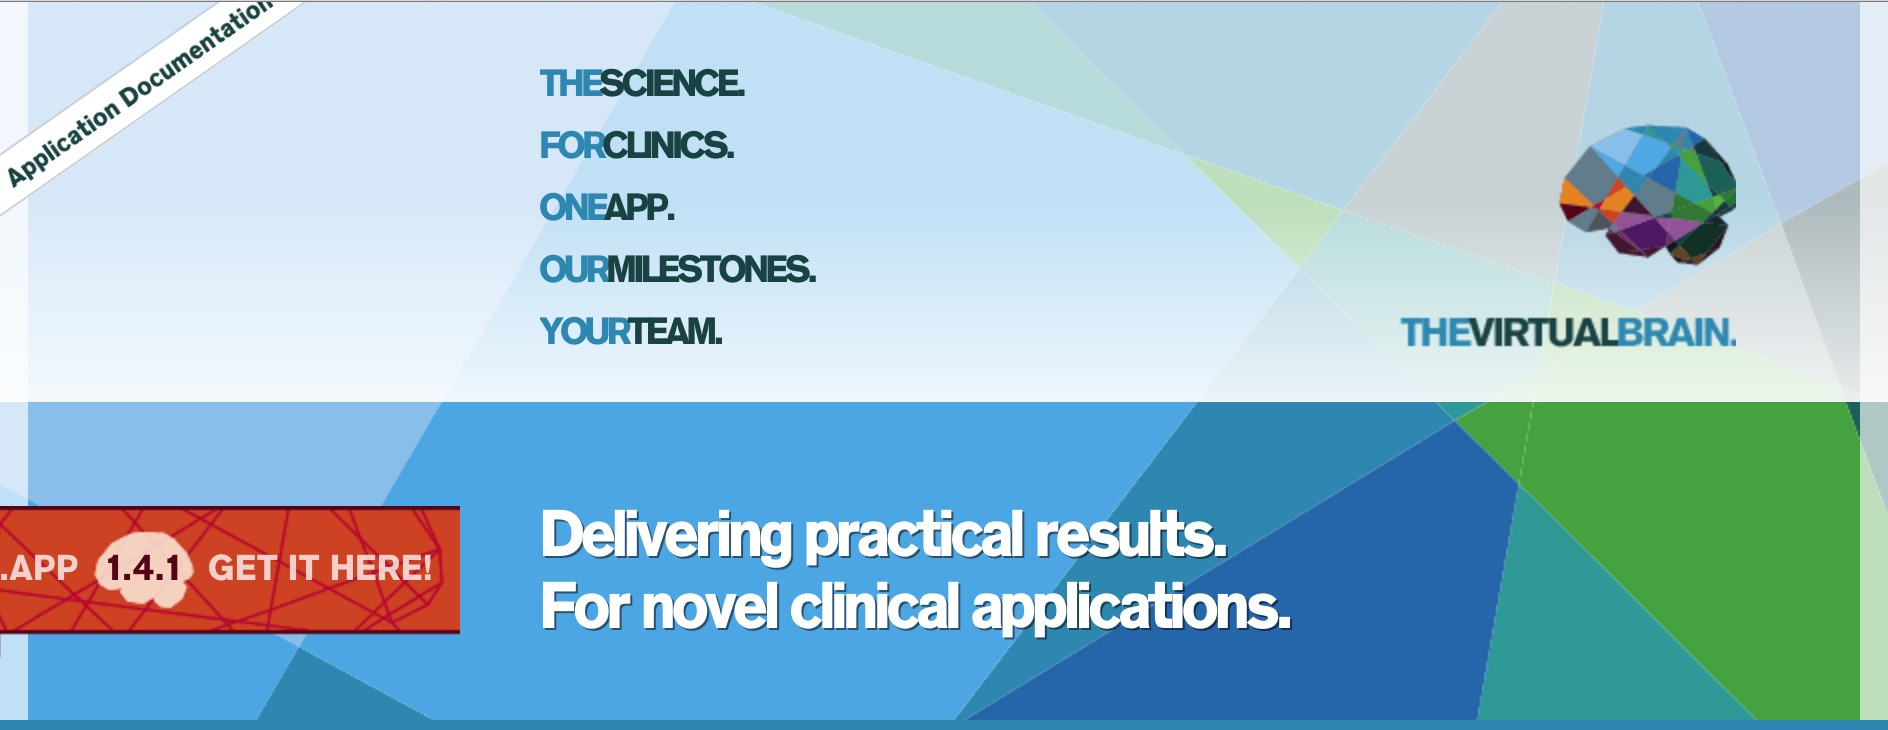 Application Documentation
THESCIENCE.
FORCLINICS.
ONEAPP.
OURMILESTONES.
YOURTEAM.
THEVIRTUALBRAIN.
.APP 1.4.1 GET IT HERE!
Delivering practical results.
For novel clinical applications.